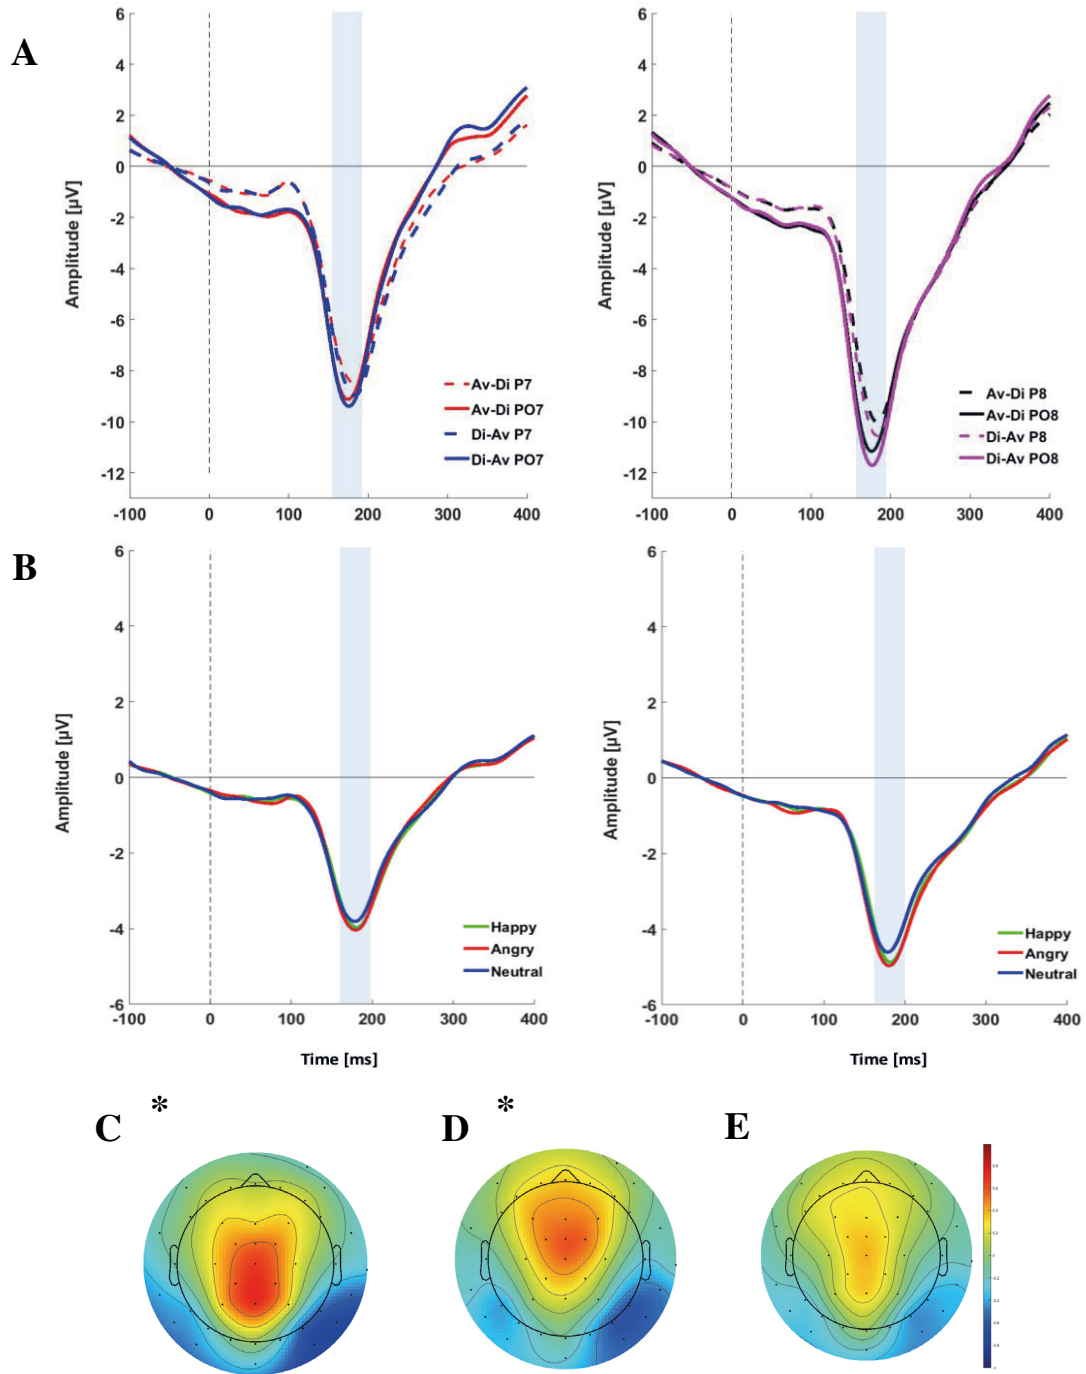 A
6
4
2
0
-2
-4
-6
-8
-10
-12
Amplitude [µV]
-100 0 100 200 300 400
Av-Di P7
Av-Di PO7
Di-Av P7
Di-Av PO7
6
4
2
0
-2
-4
-6
-8
-10
-12
Amplitude [µV]
-100 0 100 200 300 400
Av-Di P8
Av-Di PO8
Di-Av P8
Di-Av PO8
B
6
4
2
0
-2
-4
-6
Amplitude [µV]
-100 0 100 200 300 400
Happy
Angry
Neutral
Time [ms]
6
4
2
0
-2
-4
-6
Amplitude [µV]
-100 0 100 200 300 400
Happy
Angry
Neutral
Time [ms]
C * D * E